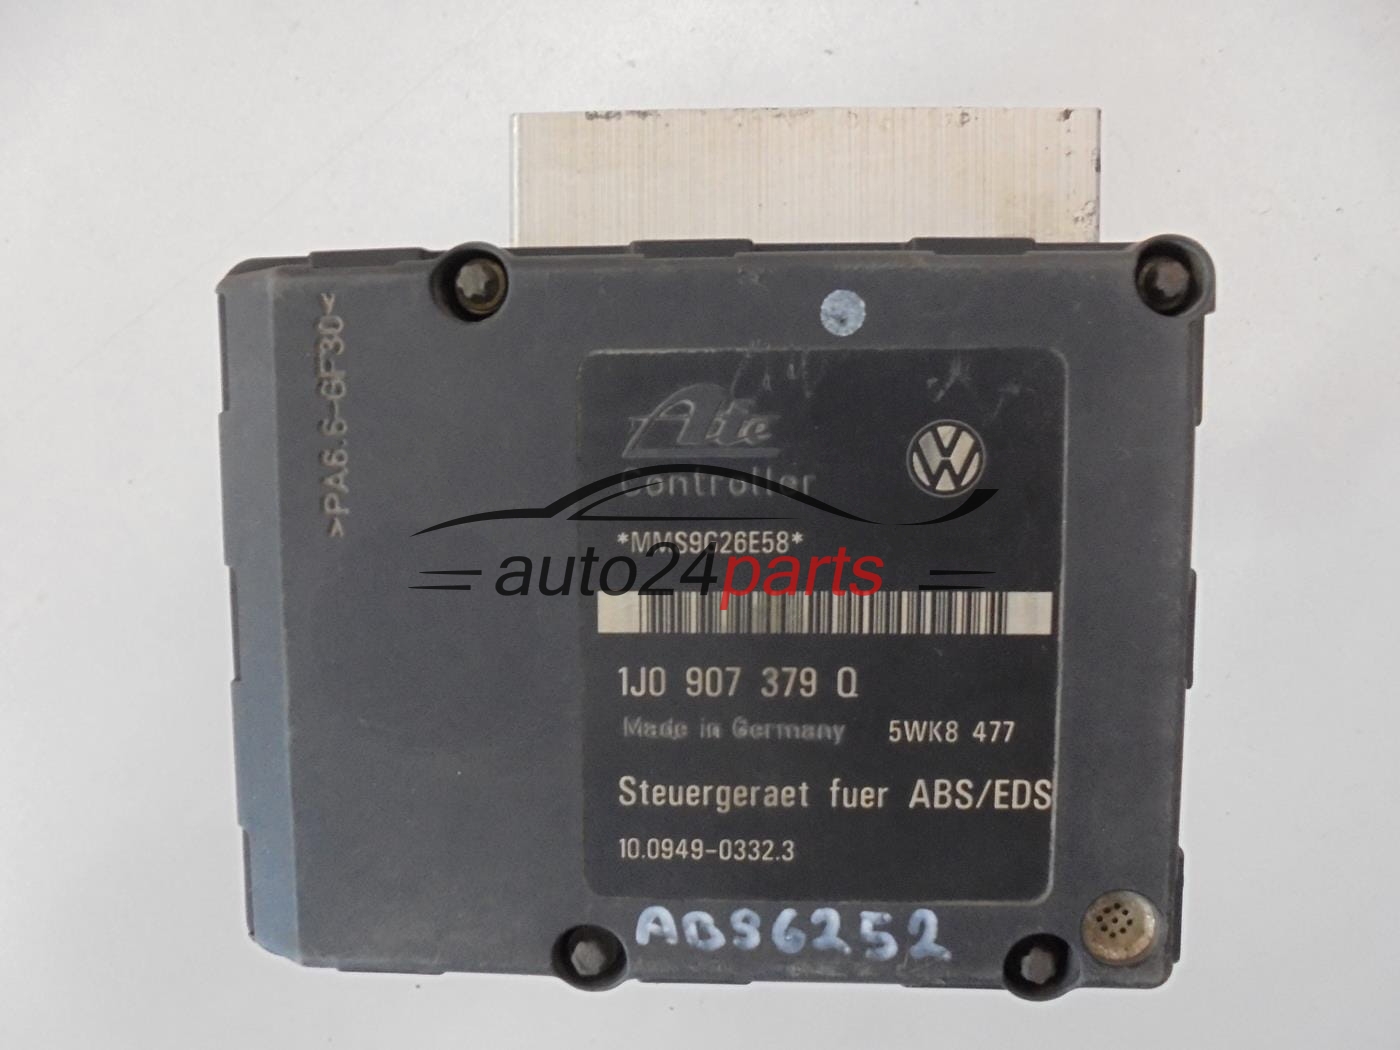 >PA6.6-GF30<
Ate
Controller
*MMS9C26E58*
auto24parts
1J0 907 379 Q
Made in Germany 5WK8 477
Steuergeraet fuer ABS/EDS
10.0949-0332.3
ABS6252